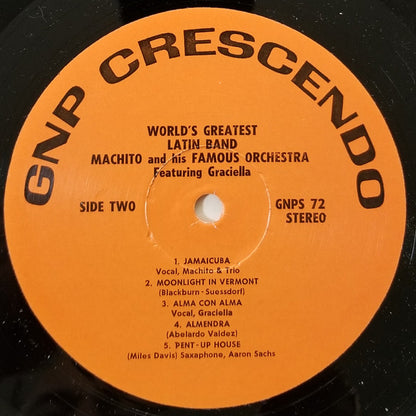 GNP CRESCENDO
WORLD'S GREATEST
LATIN BAND
MACHITO and his FAMOUS ORCHESTRA
Featuring Graciella
SIDE TWO
GNPS 72
STEREO
1. JAMAICUBA
Vocal, Machito & Trio
2. MOONLIGHT IN VERMONT
(Blackburn-Suessdorf)
3. ALMA CON ALMA
Vocal, Graciella
4. ALMENDRA
(Abelardo Valdez)
5. PENT-UP HOUSE
(Miles Davis) Saxaphone, Aaron Sachs